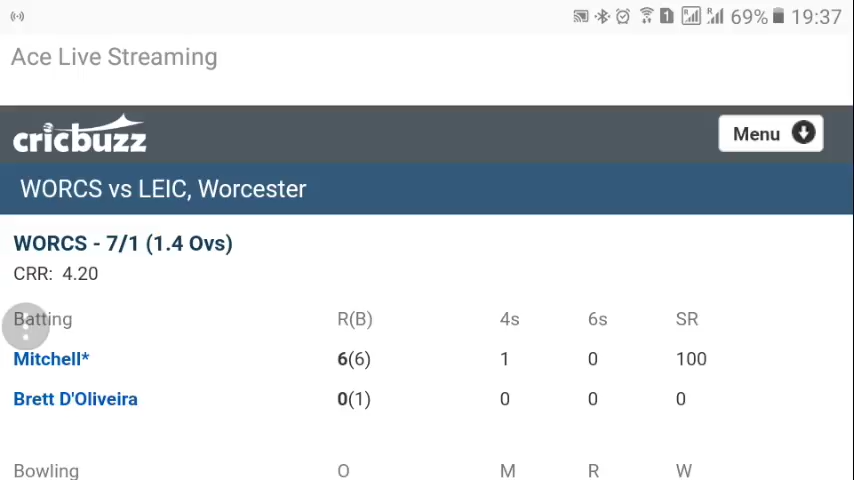 69% 19:37
Ace Live Streaming
cricbuzz
Menu
WORCS vs LEIC, Worcester
WORCS - 7/1 (1.4 Ovs)
CRR: 4.20
Batting R(B) 4s 6s SR
Mitchell* 6(6) 1 0 100
Brett D'Oliveira 0(1) 0 0 0
Bowling O M R W